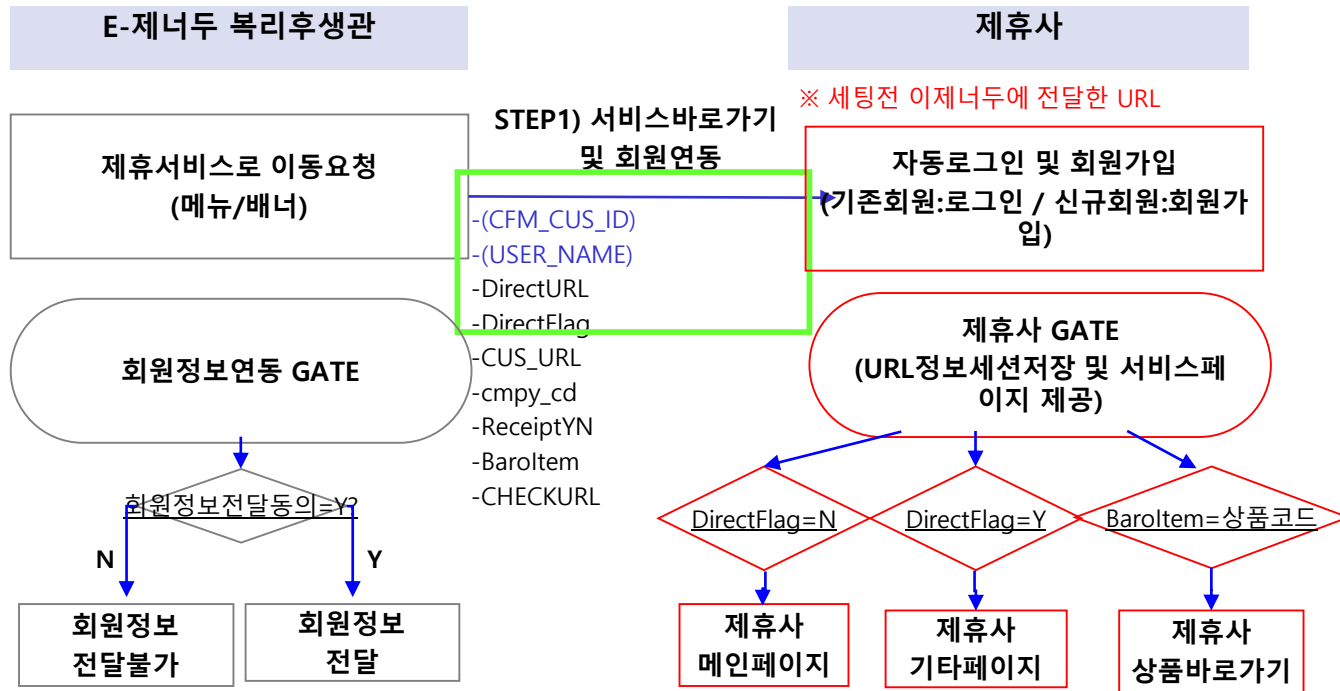 E-제너두 복리후생관
제휴사
※ 세팅전 이제너두에 전달한 URL
STEP1) 서비스바로가기
및 회원연동
제휴서비스로 이동요청
(메뉴/배너)
자동로그인 및 회원가입
(기존회원:로그인 / 신규회원:회원가
입)
-(CFM_CUS_ID)
-(USER_NAME)
-DirectURL
-DirectFlag
-CUS_URL
-cmpy_cd
-ReceiptYN
-BaroItem
-CHECKURL
회원정보연동 GATE
제휴사 GATE
(URL정보세션저장 및 서비스페
이지 제공)
회원정보전달동의=Y?
N
Y
회원정보
전달불가
회원정보
전달
DirectFlag=N
DirectFlag=Y
BaroItem=상품코드
제휴사
메인페이지
제휴사
기타페이지
제휴사
상품바로가기